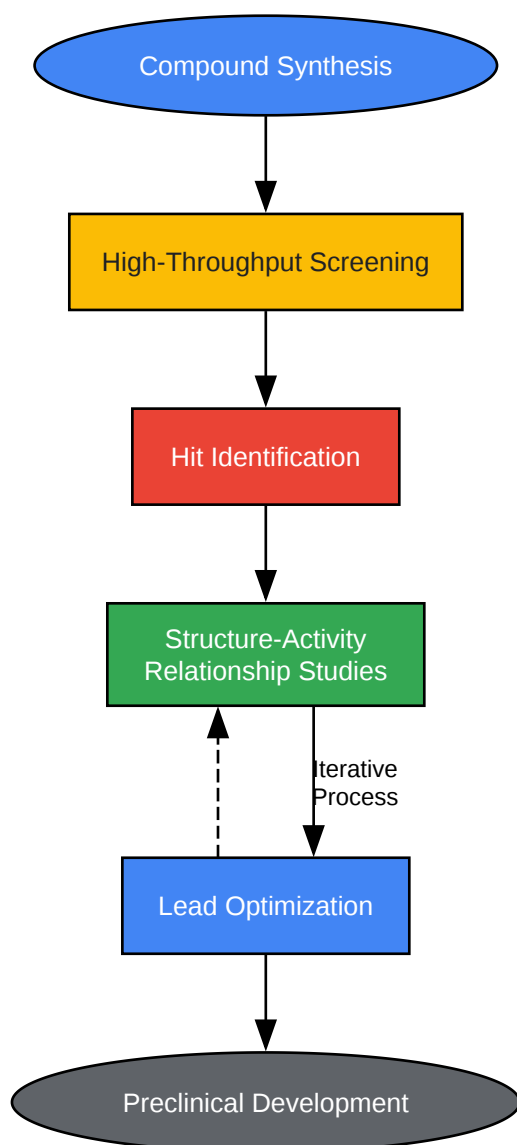 Compound Synthesis
High-Throughput Screening
Hit Identification
Structure-Activity
Relationship Studies
Iterative
Process
Lead Optimization
Preclinical Development